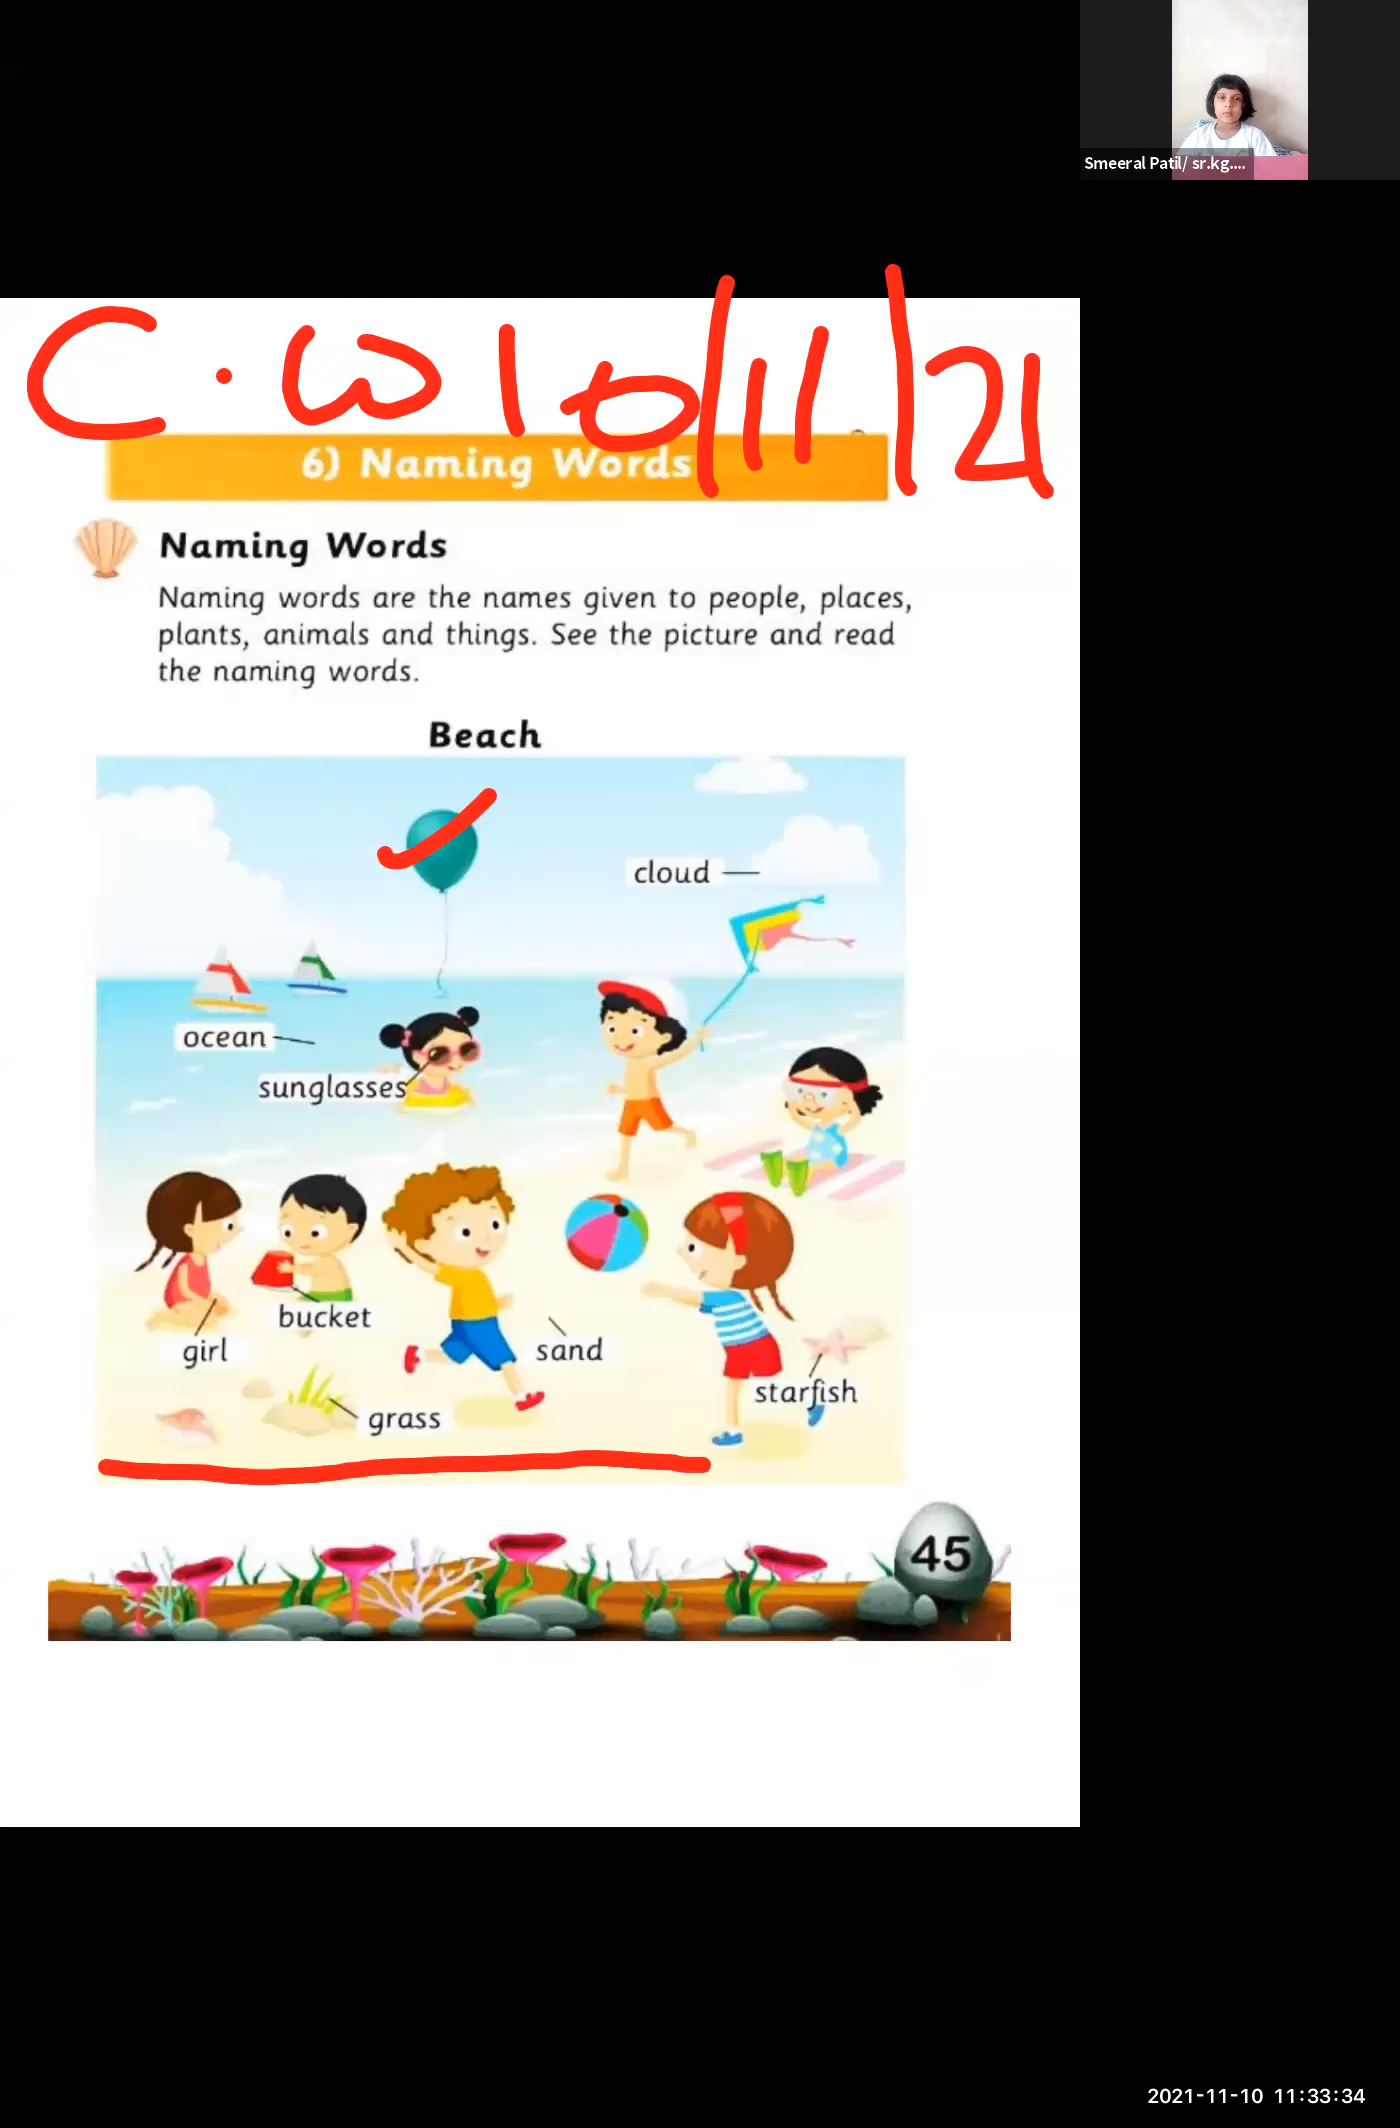 Smeeral Patil/ sr.kg....
C.W 10/11/21
6) Naming Words
Naming Words
Naming words are the names given to people, places,
plants, animals and things. See the picture and read
the naming words.
Beach
cloud
ocean
sunglasses
bucket
girl
sand
starfish
grass
45
2021-11-10 11:33:34